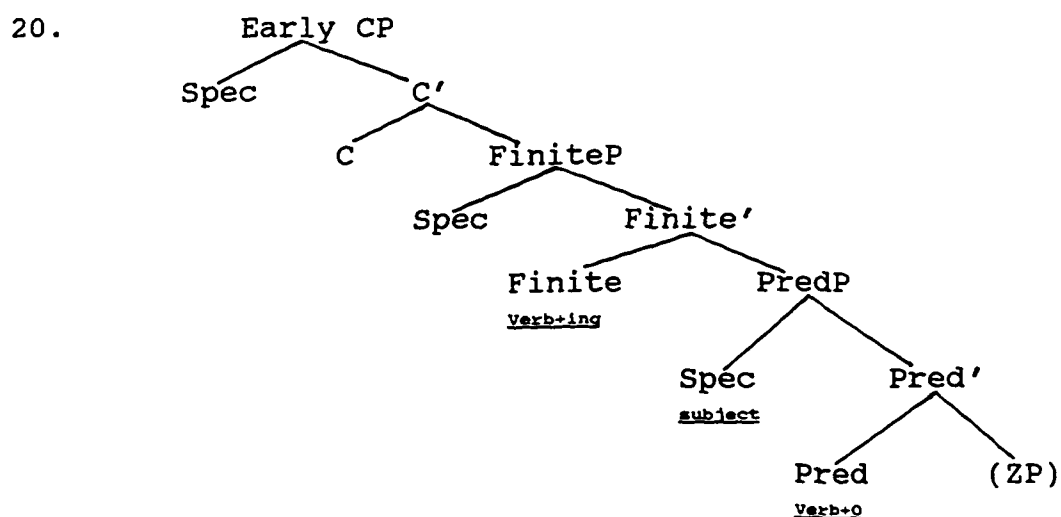 20. Early CP
Spec C'
C FiniteP
Spec Finite'
Finite PredP
Verb+ing
Spec Pred'
subject
Pred (ZP)
Verb+0